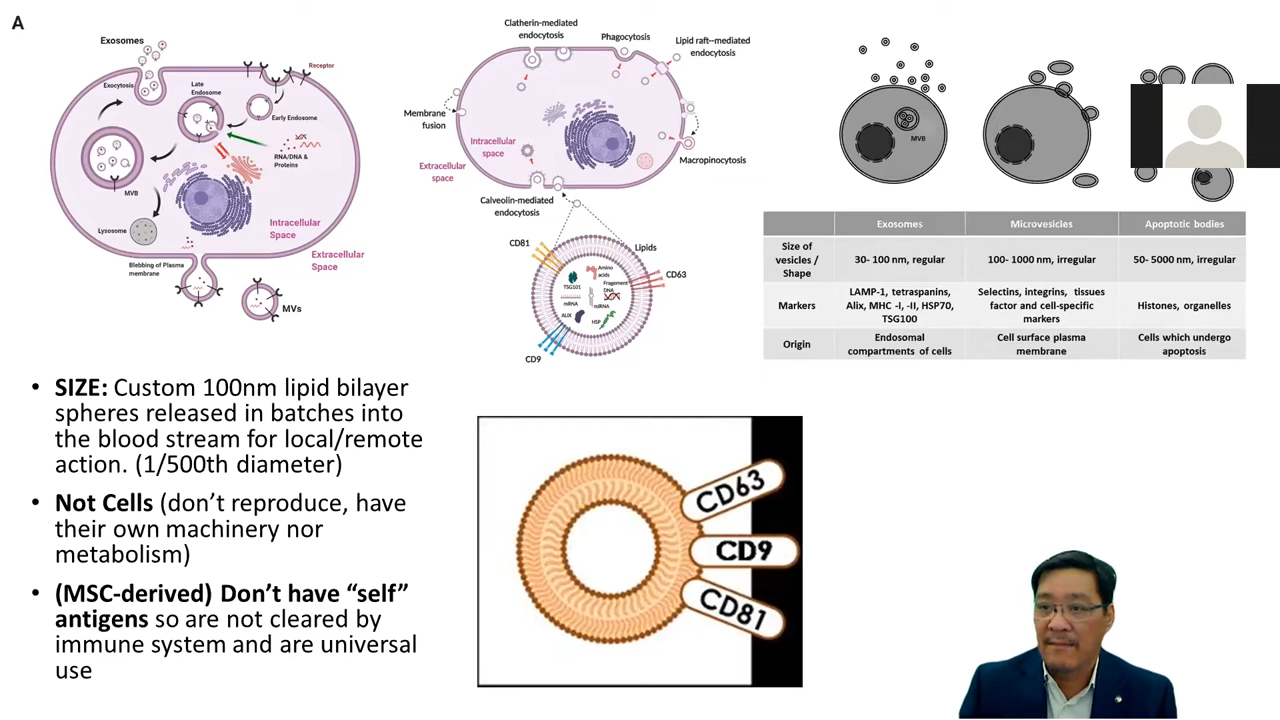 A
Exosomes
Exocytosis
Late
Endosome
Receptor
Early Endosome
RNA/DNA &
Proteins
MVB
Lysosome
Intracellular
Space
Extracellular
Space
Blebbing of Plasma
membrane
MVs
Clatherin-mediated
endocytosis
Phagocytosis
Lipid raft--mediated
endocytosis
Membrane
fusion
Intracellular
space
Extracellular
space
Macropinocytosis
Calveolin-mediated
endocytosis
CD81
Lipids
CD63
Amino
acids
TSG101
Fragement
DNA
mRNA
miRNA
ALIX
HSP
CD9
MVB
Exosomes Microvesicles Apoptotic bodies
Size of
vesicles /
Shape
30- 100 nm, regular
100- 1000 nm, irregular
50- 5000 nm, irregular
Markers
LAMP-1, tetraspanins,
Alix, MHC -I, -II, HSP70,
TSG100
Selectins, integrins, tissues
factor and cell-specific
markers
Histones, organelles
Origin
Endosomal
compartments of cells
Cell surface plasma
membrane
Cells which undergo
apoptosis
• SIZE: Custom 100nm lipid bilayer
spheres released in batches into
the blood stream for local/remote
action. (1/500th diameter)
• Not Cells (don't reproduce, have
their own machinery nor
metabolism)
• (MSC-derived) Don't have "self"
antigens so are not cleared by
immune system and are universal
use
CD63
CD9
CD81